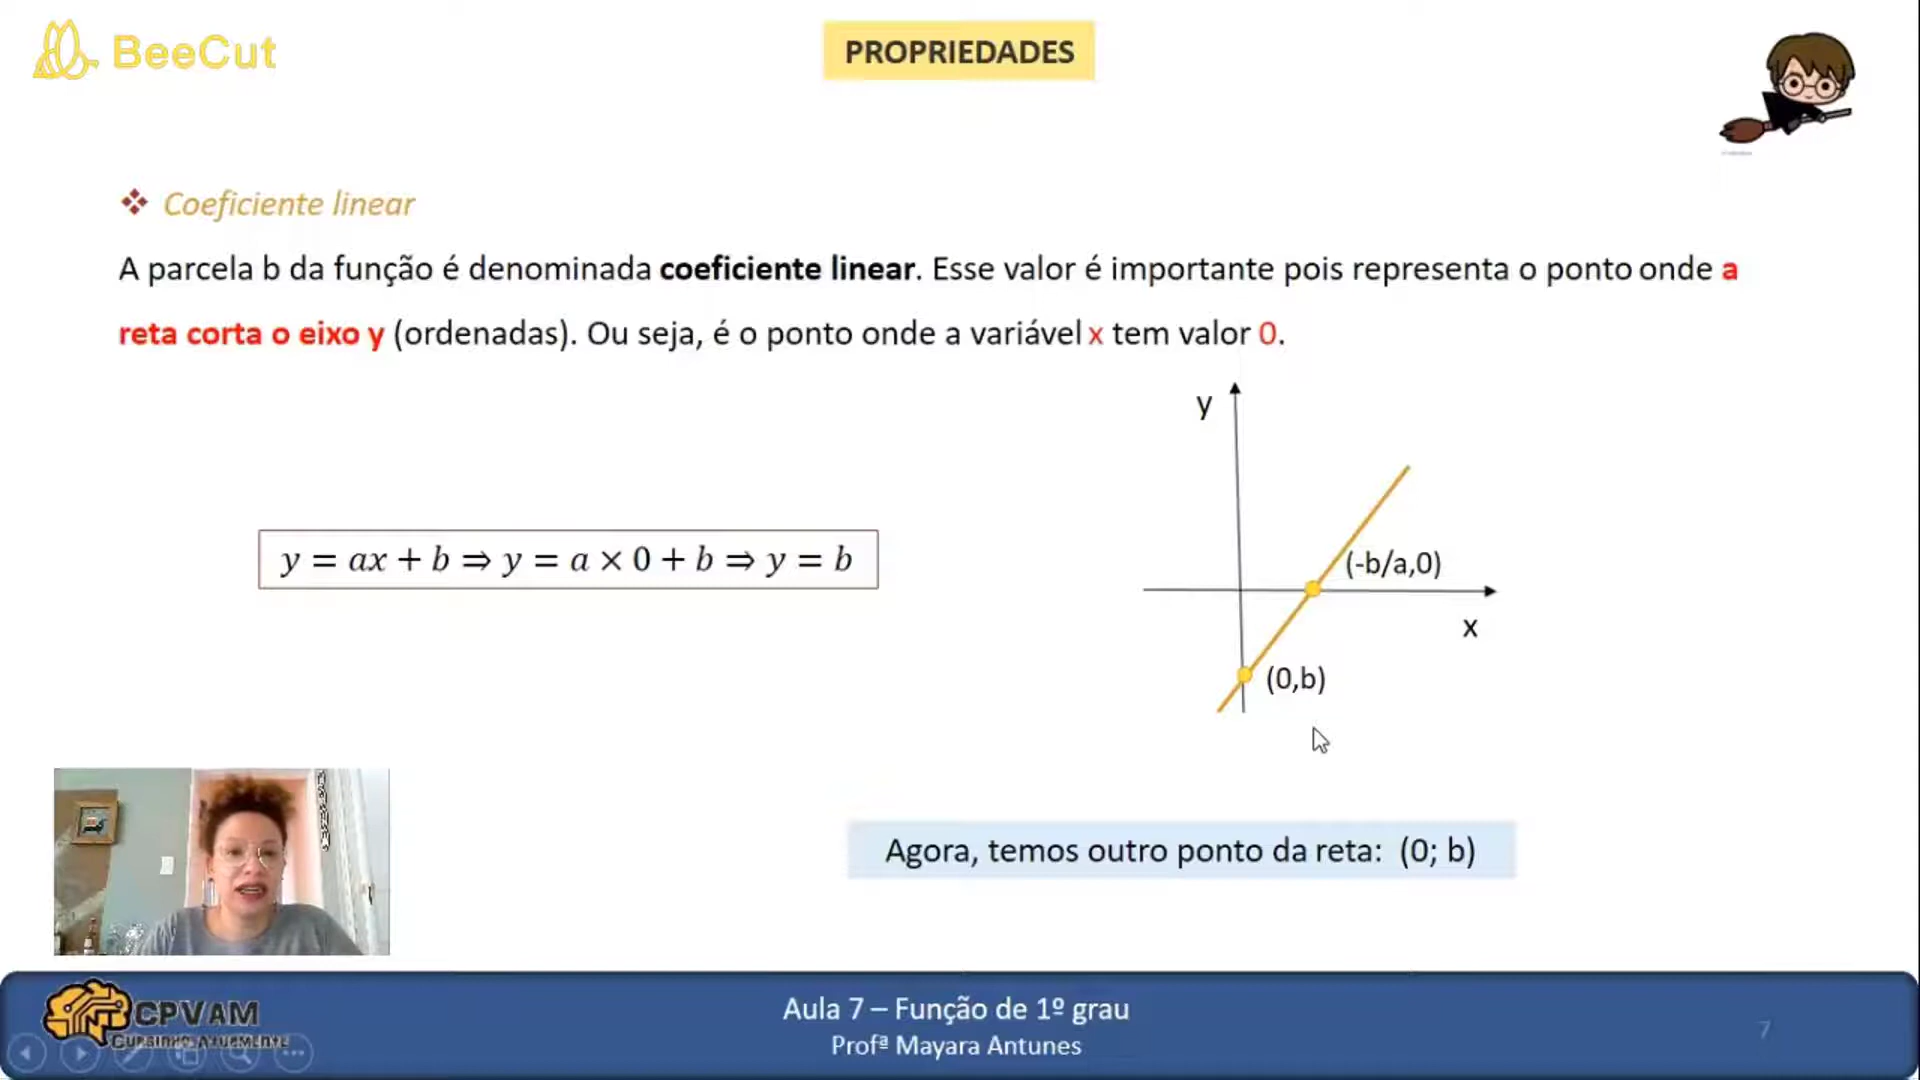 BeeCut
PROPRIEDADES
Coeficiente linear
A parcela b da função é denominada coeficiente linear. Esse valor é importante pois representa o ponto onde a
reta corta o eixo y (ordenadas). Ou seja, é o ponto onde a variável x tem valor 0.
y
y = ax + b ⇒ y = a × 0 + b ⇒ y = b
(-b/a,0)
x
(0,b)
Agora, temos outro ponto da reta: (0; b)
CPVAM
Aula 7 – Função de 1º grau
Profª Mayara Antunes
7